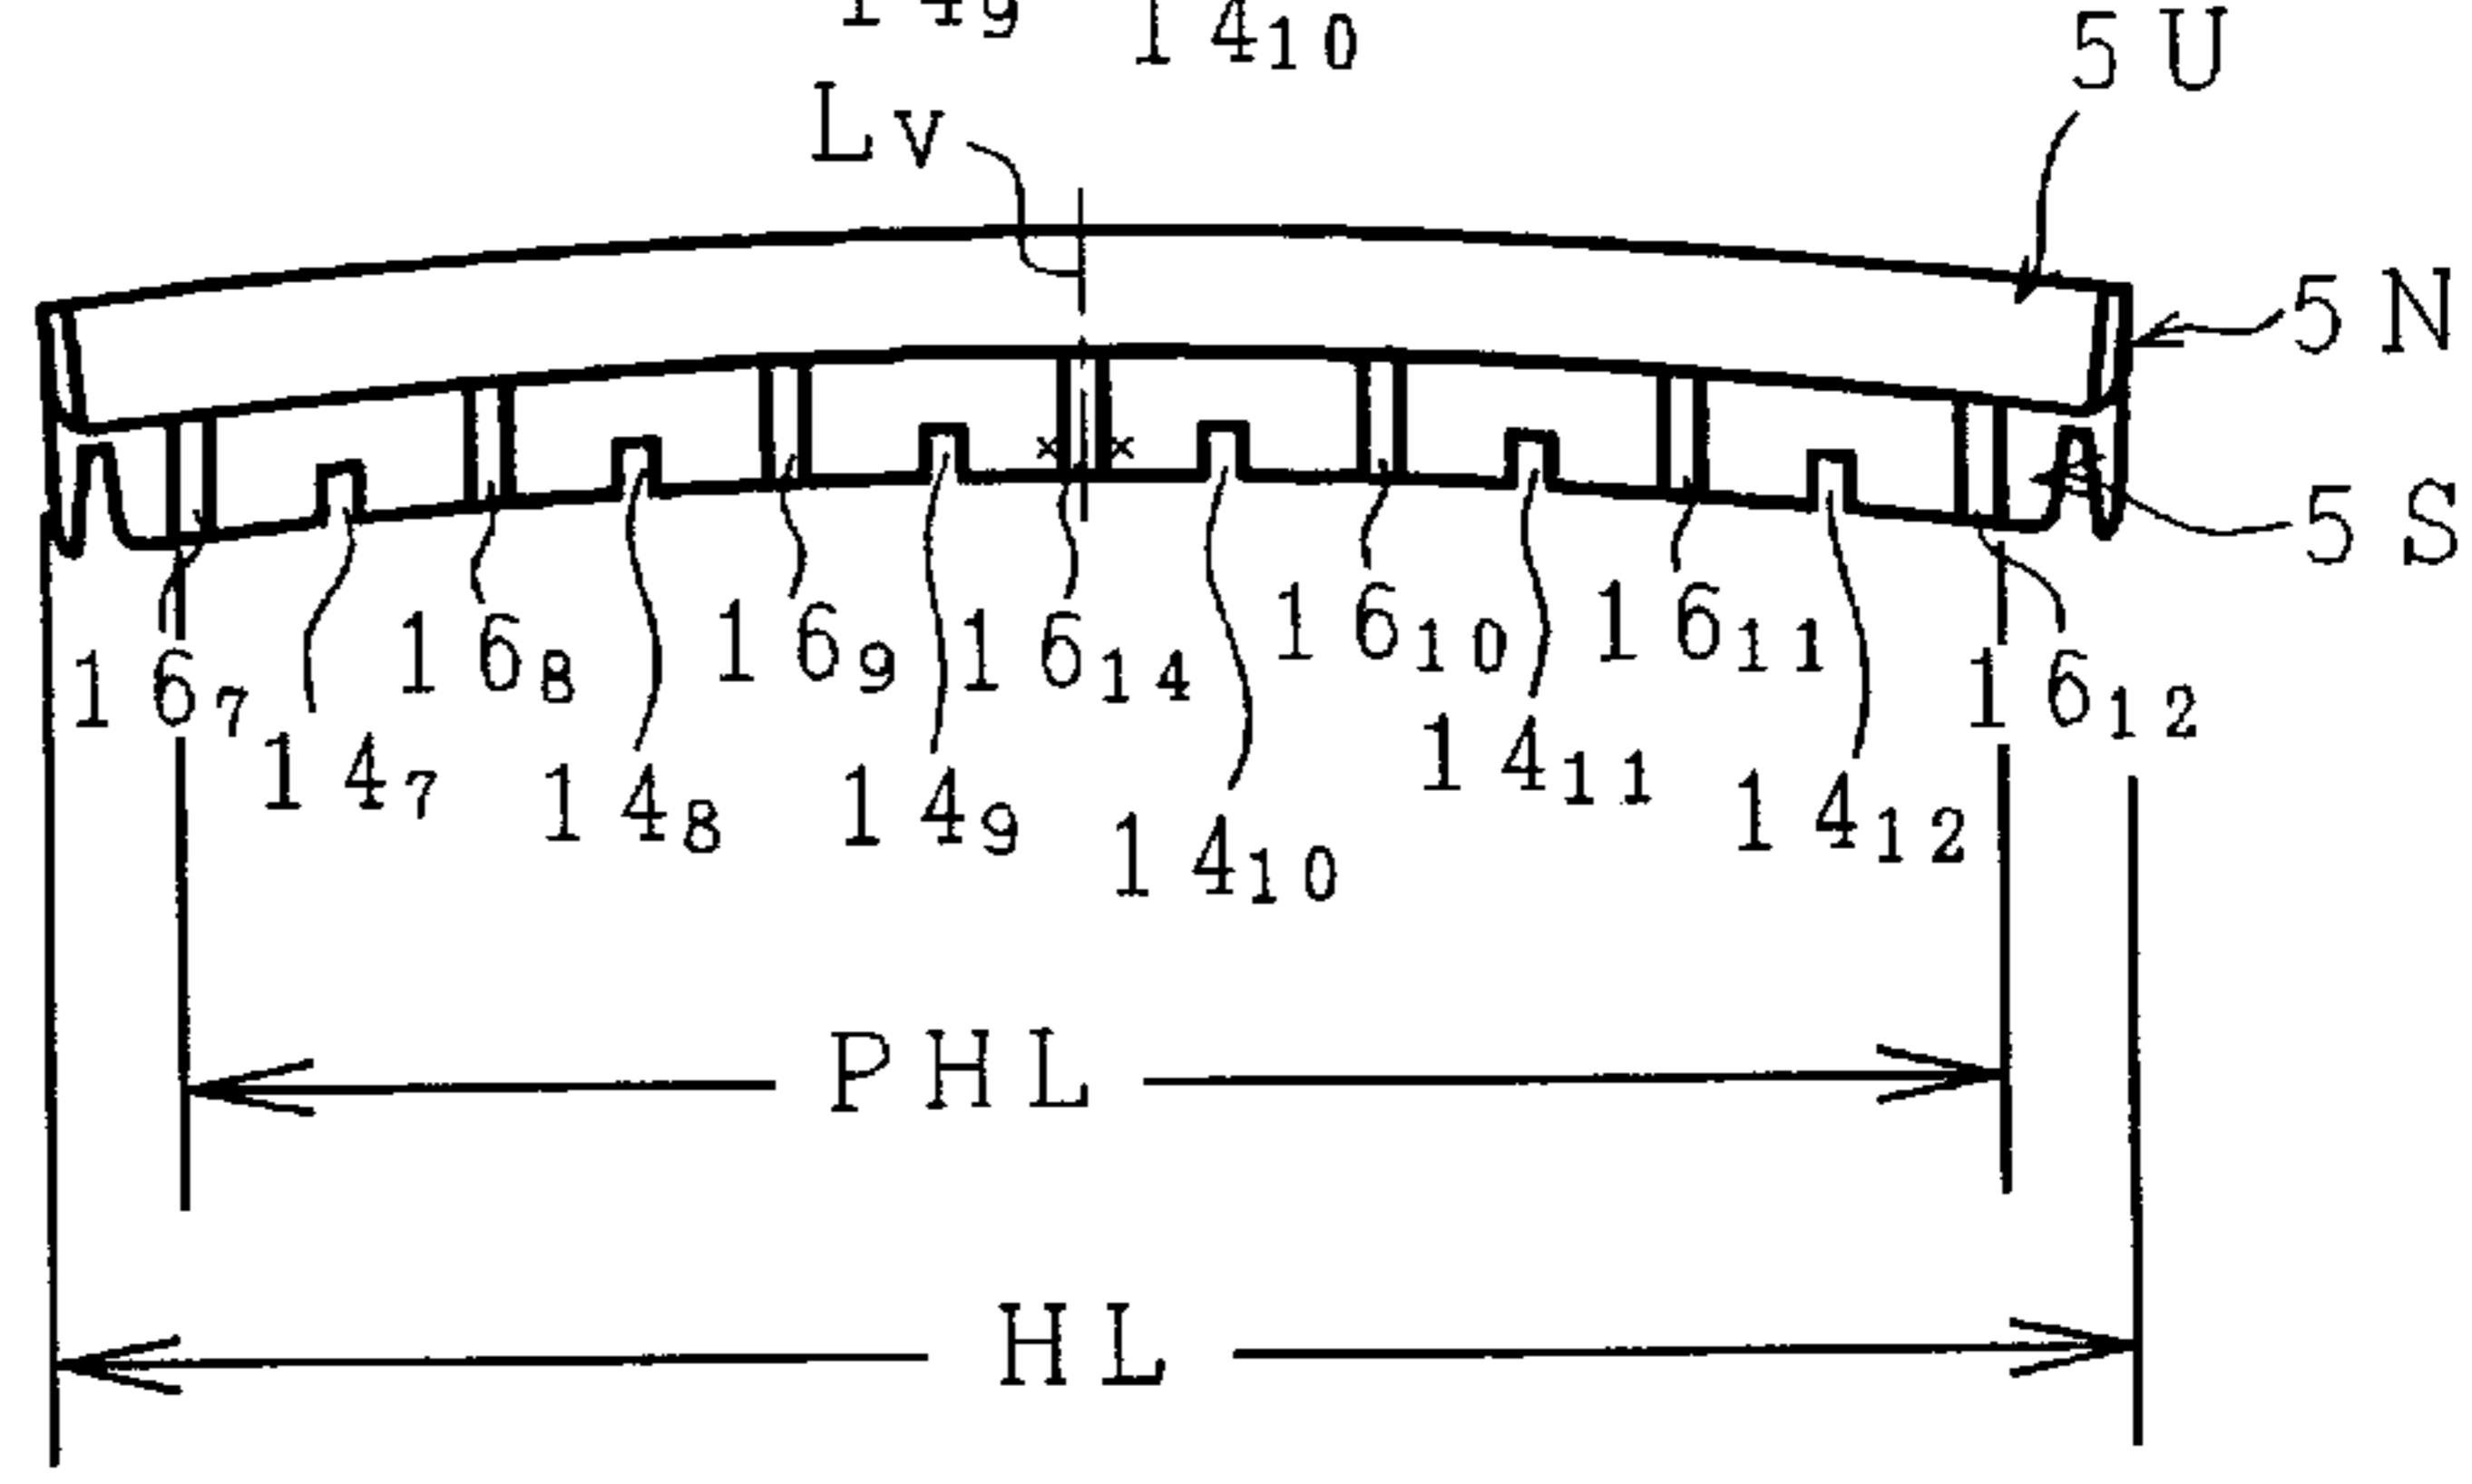 14₉ 14₁₀
5U
Lv
5N
5S
16₇ 16₈ 16₉ 16₁₄ 16₁₀ 16₁₁ 16₁₂
14₇ 14₈ 14₉ 14₁₀ 14₁₁ 14₁₂
PHL
HL